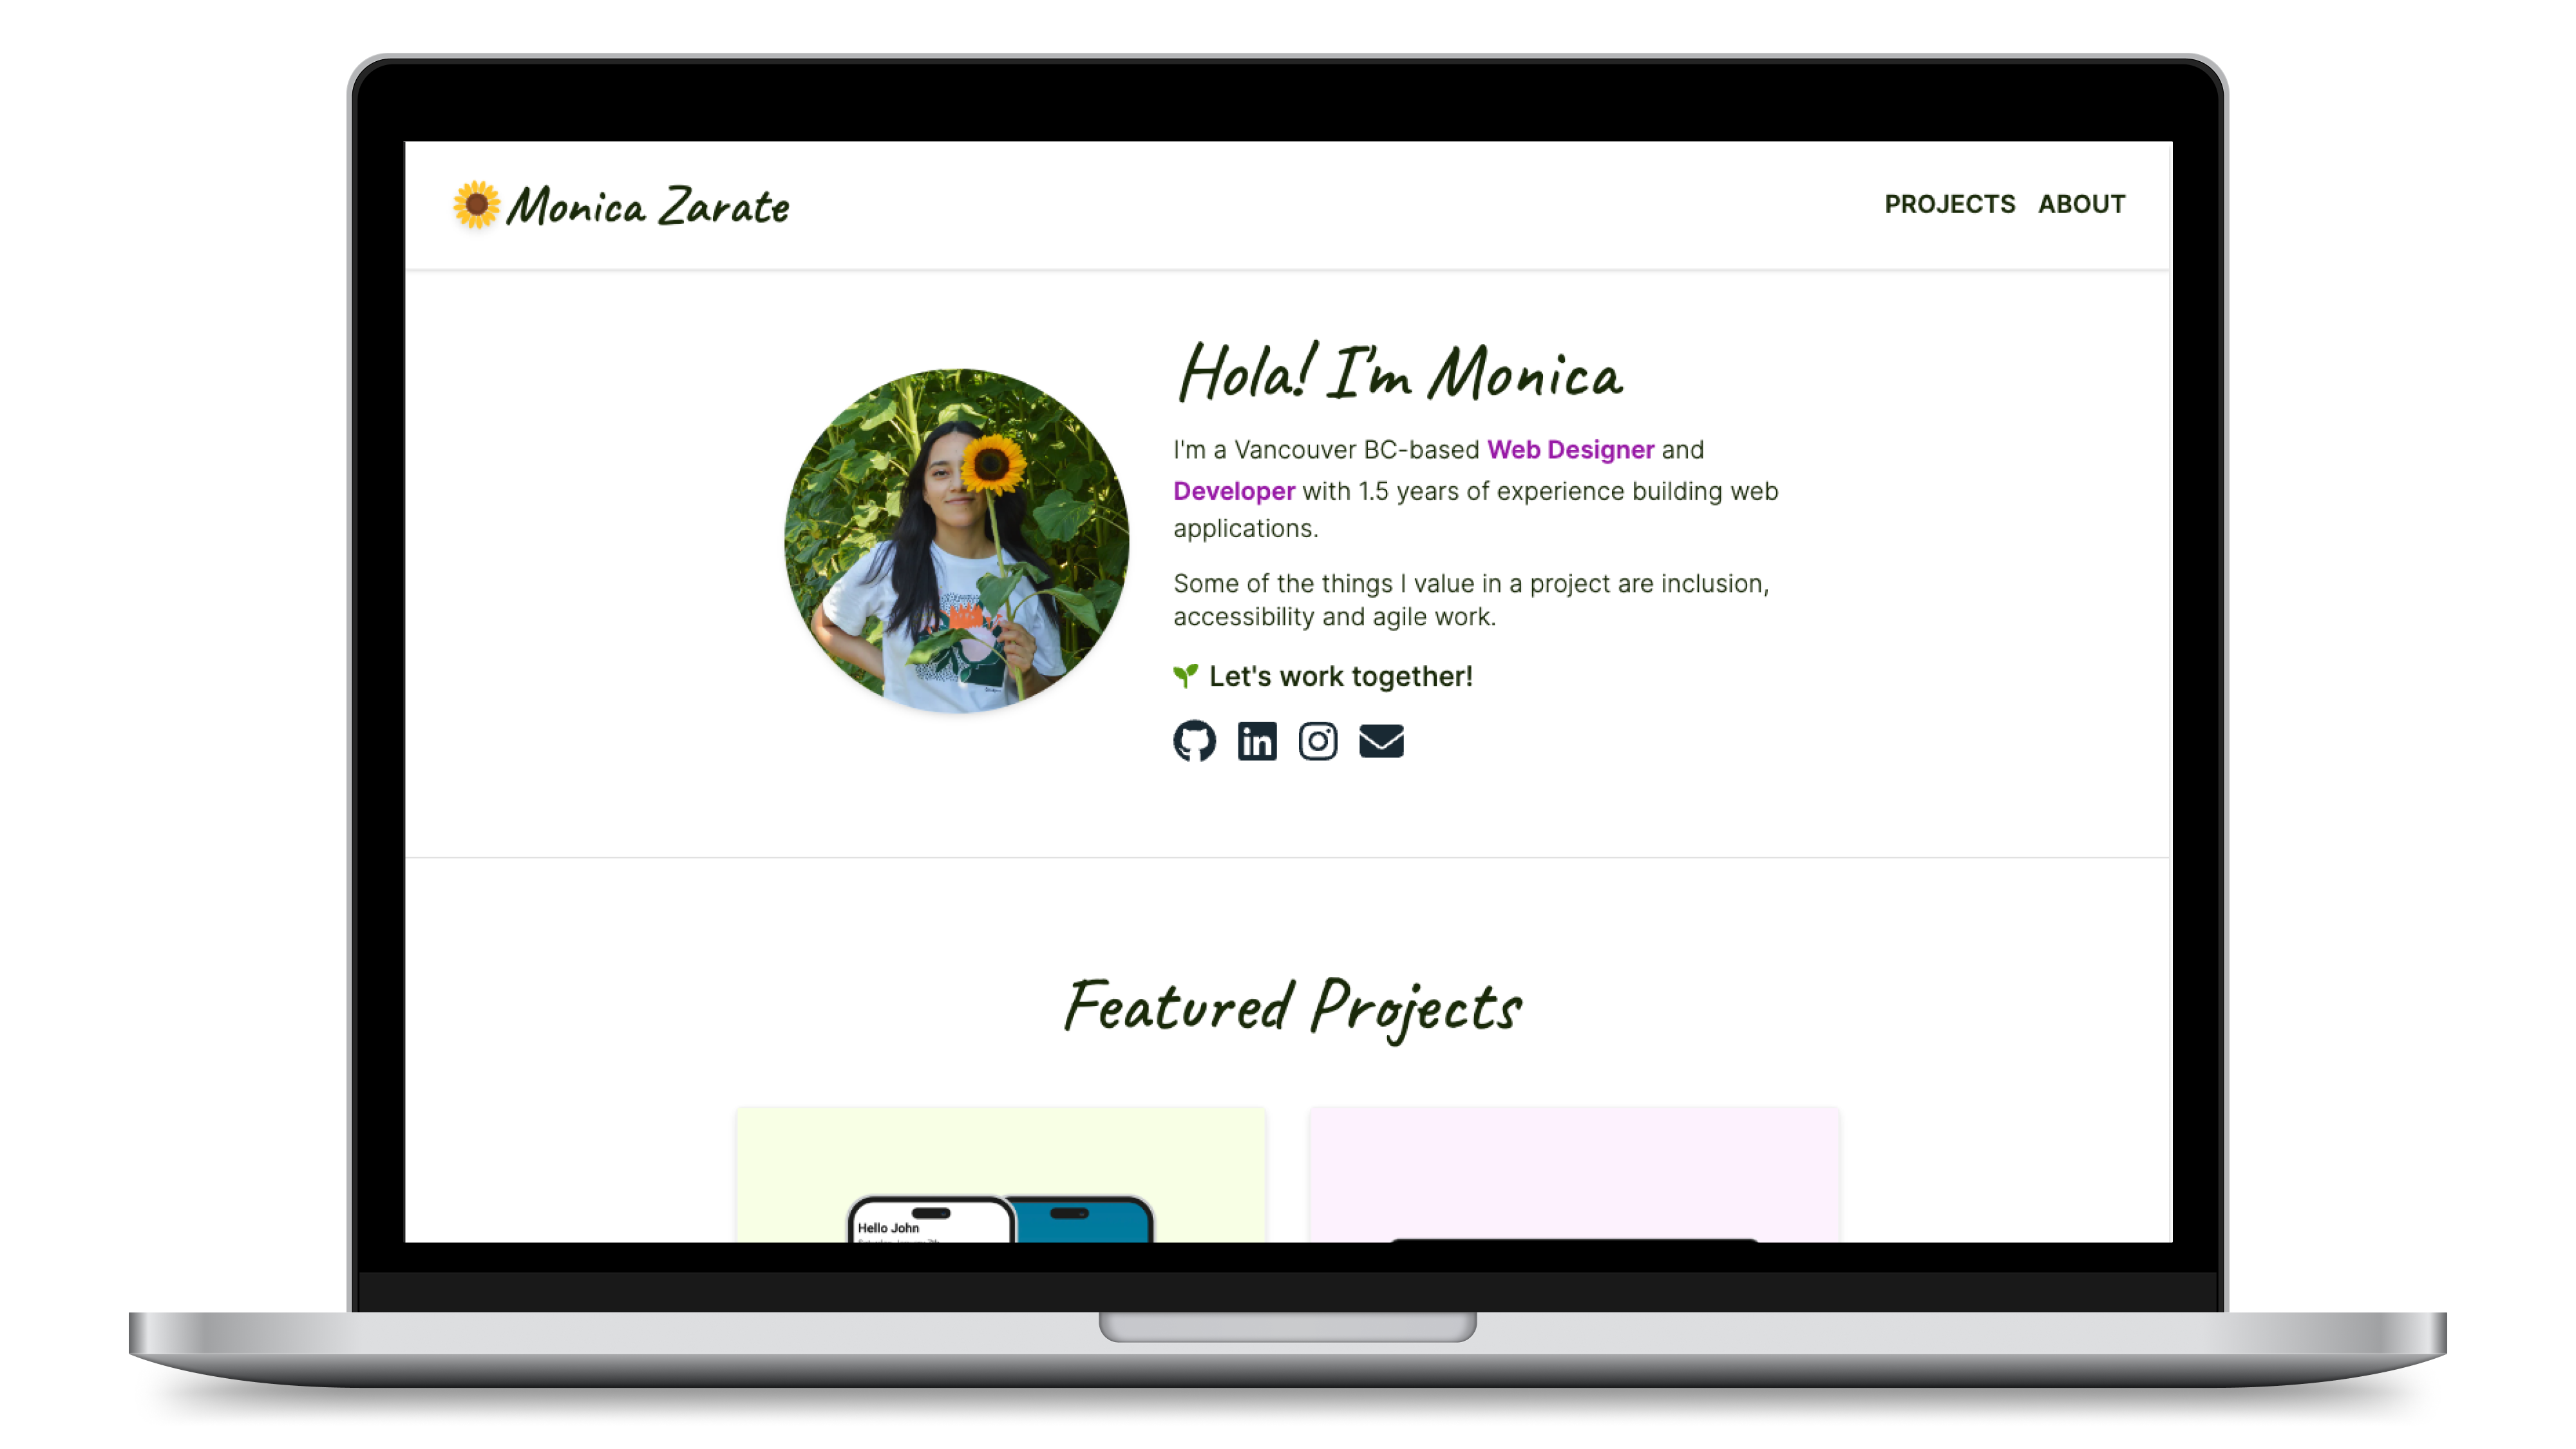 Monica Zarate
PROJECTS ABOUT
Hola! I'm Monica
I'm a Vancouver BC-based Web Designer and
Developer with 1.5 years of experience building web
applications.
Some of the things I value in a project are inclusion,
accessibility and agile work.
Let's work together!
in
Featured Projects
Hello John